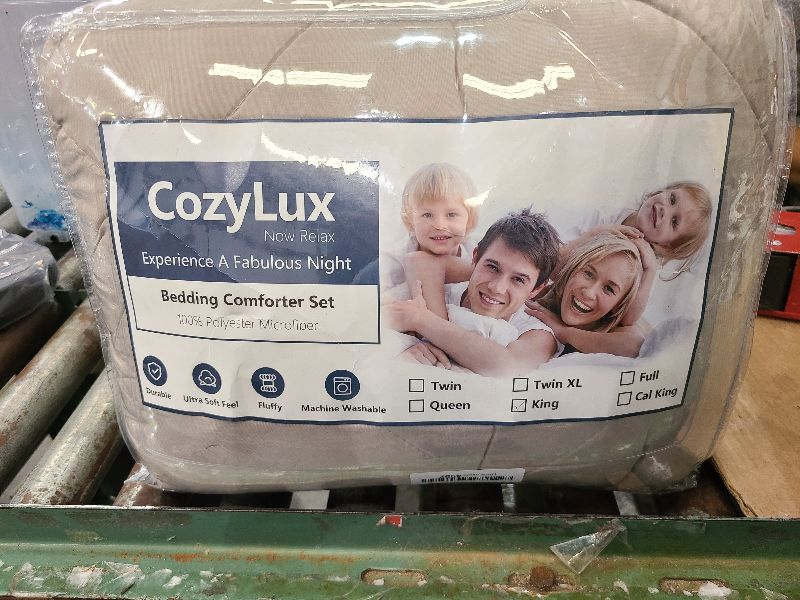 CozyLux
Now Relax
Experience A Fabulous Night
Bedding Comforter Set
100% Polyester Microfiber
Durable
Ultra Soft Feel
Fluffy
Machine Washable
Twin
Twin XL
Full
Queen
King
Cal King